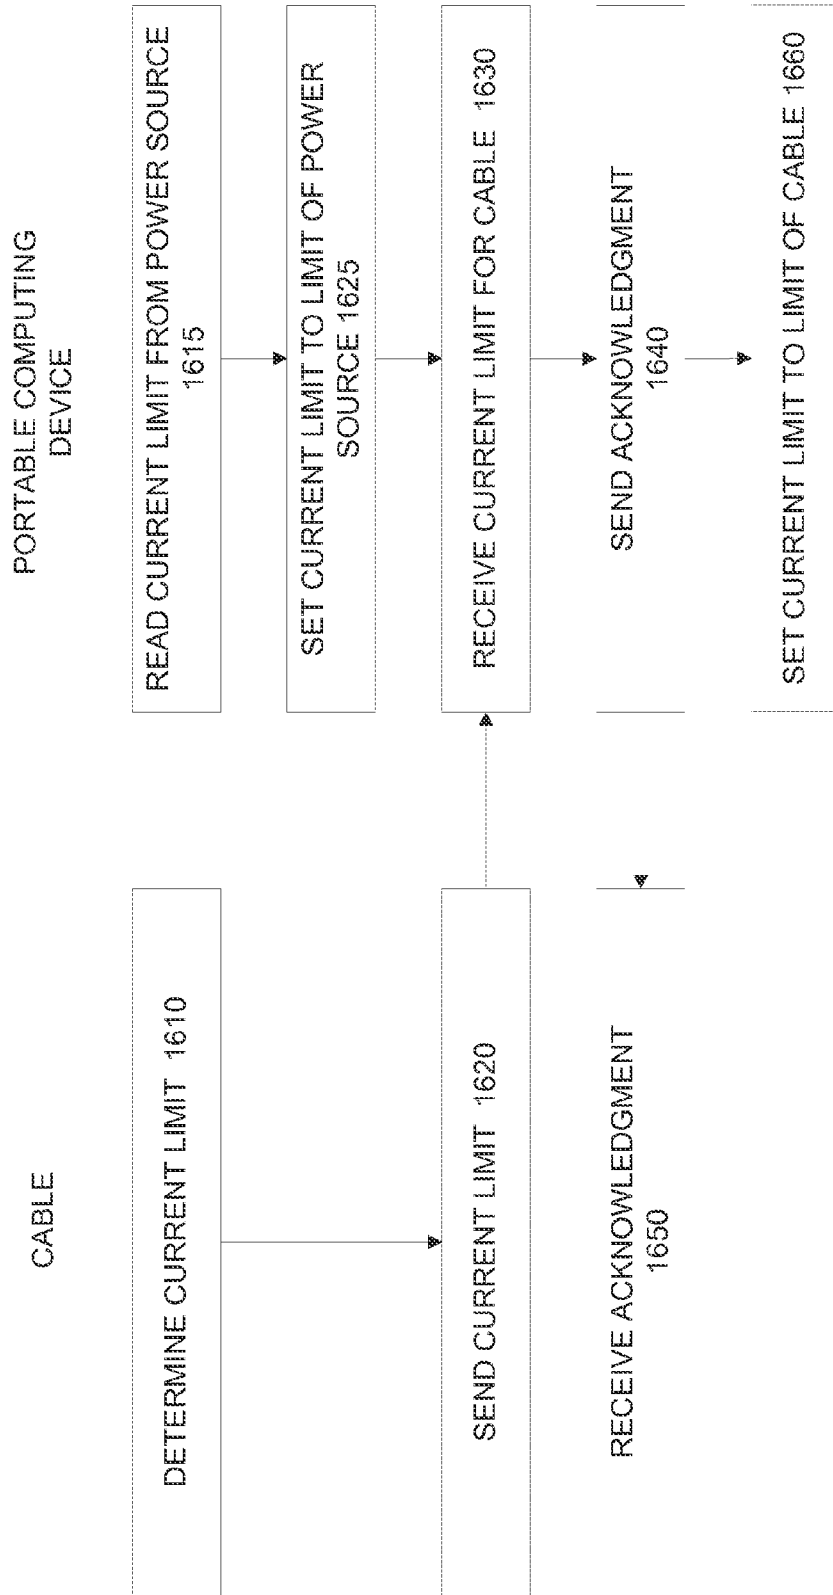 CABLE
DETERMINE CURRENT LIMIT 1610
SEND CURRENT LIMIT 1620
RECEIVE ACKNOWLEDGMENT
1650
PORTABLE COMPUTING
DEVICE
READ CURRENT LIMIT FROM POWER SOURCE
1615
SET CURRENT LIMIT TO LIMIT OF POWER
SOURCE 1625
RECEIVE CURRENT LIMIT FOR CABLE 1630
SEND ACKNOWLEDGMENT
1640
SET CURRENT LIMIT TO LIMIT OF CABLE 1660